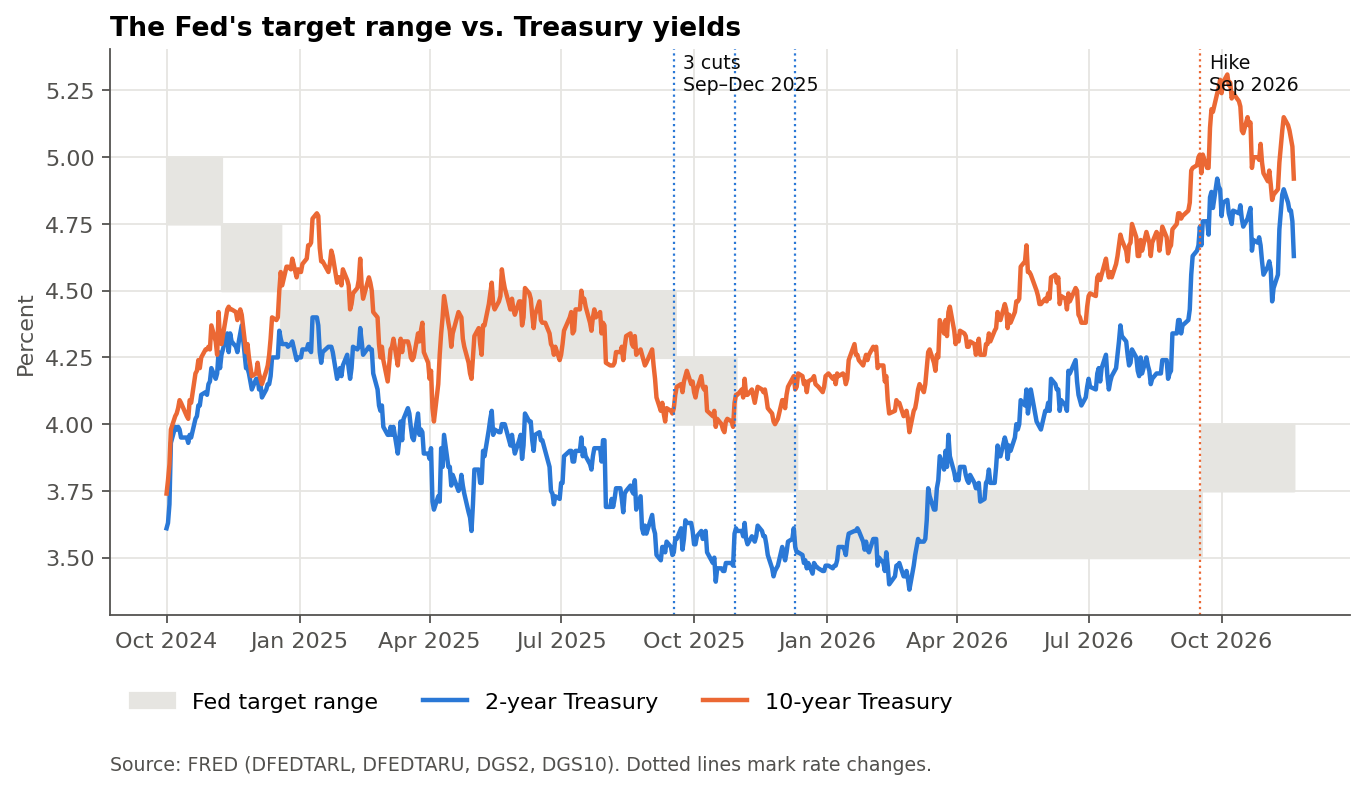 The Fed's target range vs. Treasury yields
3 cuts
Sep–Dec 2025
Hike
Sep 2026
Percent
5.25
5.00
4.75
4.50
4.25
4.00
3.75
3.50
Oct 2024 Jan 2025 Apr 2025 Jul 2025 Oct 2025 Jan 2026 Apr 2026 Jul 2026 Oct 2026
Fed target range 2-year Treasury 10-year Treasury
Source: FRED (DFEDTARL, DFEDTARU, DGS2, DGS10). Dotted lines mark rate changes.